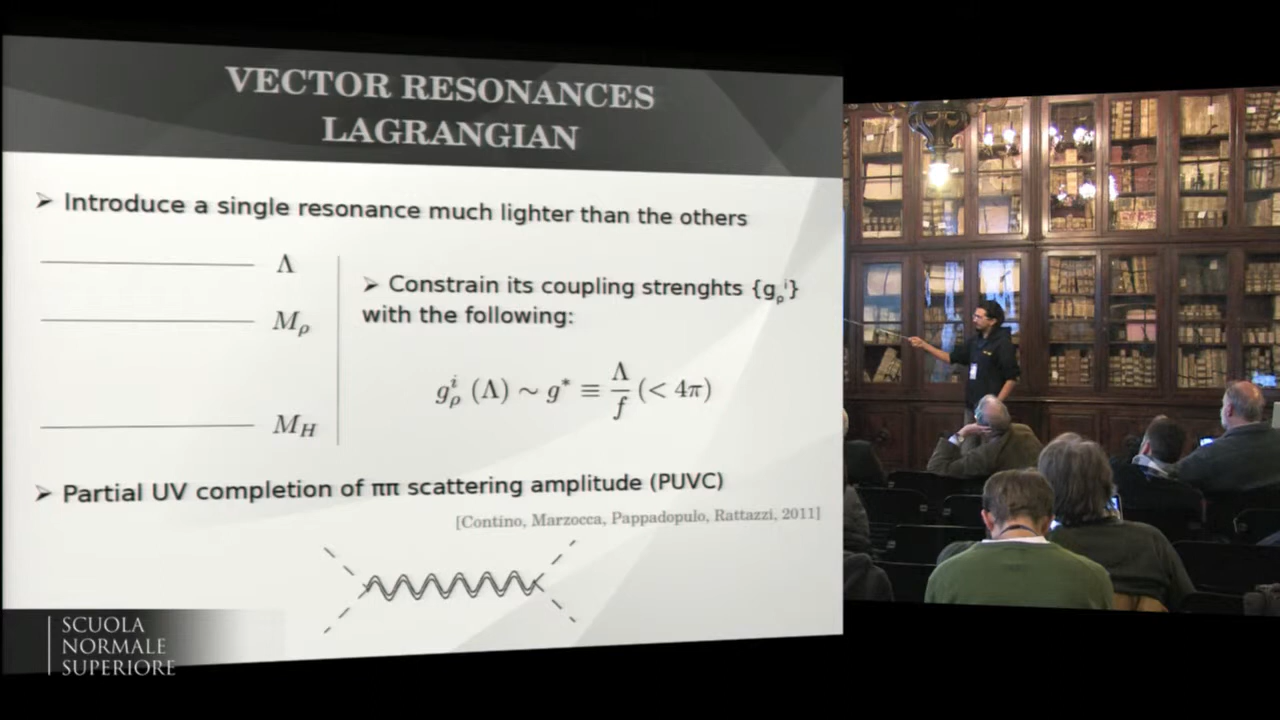 VECTOR RESONANCES
LAGRANGIAN
➢ Introduce a single resonance much lighter than the others
Λ
M_ρ
M_H
➢ Constrain its coupling strenghts {g_ρ^i}
with the following:
g_ρ^i (Λ) ∼ g* ≡ Λ/f (< 4π)
➢ Partial UV completion of ππ scattering amplitude (PUVC)
[Contino, Marzocca, Pappadopulo, Rattazzi, 2011]
SCUOLA
NORMALE
SUPERIORE